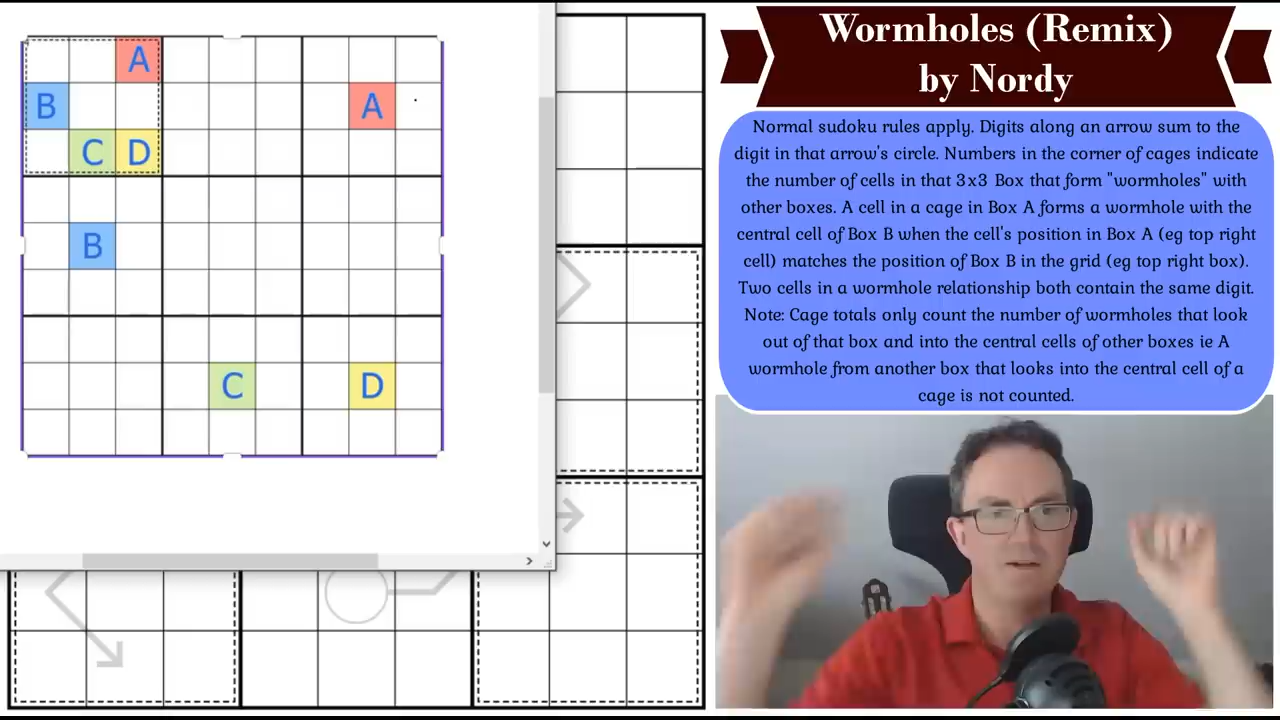 Wormholes (Remix)
by Nordy
Normal sudoku rules apply. Digits along an arrow sum to the
digit in that arrow's circle. Numbers in the corner of cages indicate
the number of cells in that 3x3 Box that form "wormholes" with
other boxes. A cell in a cage in Box A forms a wormhole with the
central cell of Box B when the cell's position in Box A (eg top right
cell) matches the position of Box B in the grid (eg top right box).
Two cells in a wormhole relationship both contain the same digit.
Note: Cage totals only count the number of wormholes that look
out of that box and into the central cells of other boxes ie A
wormhole from another box that looks into the central cell of a
cage is not counted.
A
B A
C D
B
C D